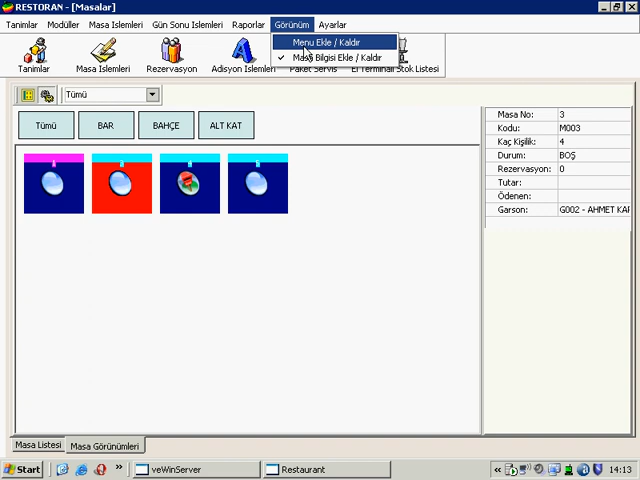 RESTORAN - [Masalar]
Tanimlar Modüller Masa Islemleri Gün Sonu Islemleri Raporlar Görünüm Ayarlar
Menu Ekle / Kaldır
Masa Bilgisi Ekle / Kaldır
Tanimlar Masa Islemleri Rezervasyon Adisyon Islemleri Paket Servis El Terminali Stok Listesi
Tümü
Tümü BAR BAHÇE ALT KAT
Masa No: 3
Kodu: M003
Kaç Kişilik: 4
Durum: BOŞ
Rezervasyon: 0
Tutar:
Ödenen:
Garson: G002 - AHMET KAR
Masa Listesi Masa Görünümleri
Start veWinServer Restaurant 14:13